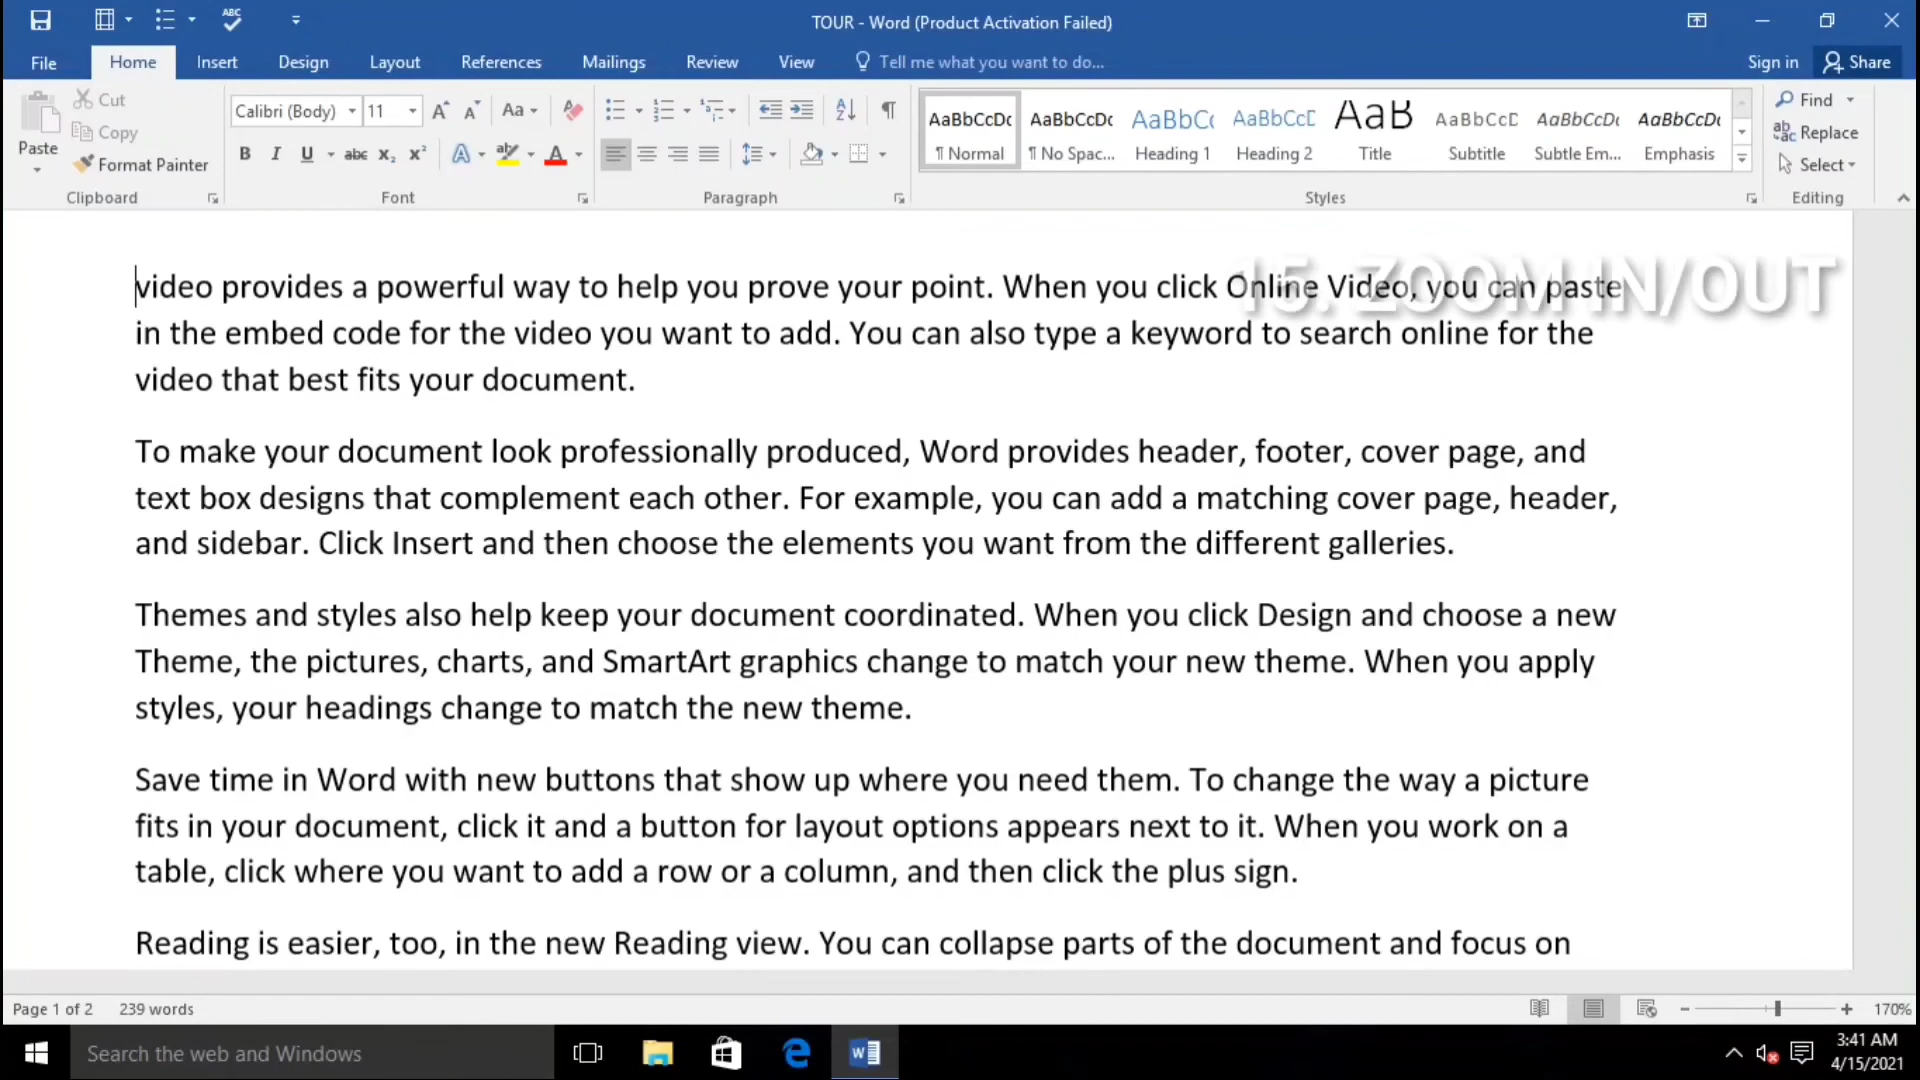 ABC
TOUR - Word (Product Activation Failed)
File Home Insert Design Layout References Mailings Review View Tell me what you want to do... Sign in Share
Paste
Cut
Copy
Format Painter
Clipboard
Calibri (Body) 11 Aa
B I U abc X₂ X² A ab A
Font
Paragraph
AaBbCcDc ¶ Normal
AaBbCcDc ¶ No Spac...
AaBbC( Heading 1
AaBbCcE Heading 2
AaB Title
AaBbCcD Subtitle
AaBbCcDt Subtle Em...
AaBbCcDt Emphasis
Styles
Find
Replace
Select
Editing
15. ZOOM IN/OUT
video provides a powerful way to help you prove your point. When you click Online Video, you can paste
in the embed code for the video you want to add. You can also type a keyword to search online for the
video that best fits your document.
To make your document look professionally produced, Word provides header, footer, cover page, and
text box designs that complement each other. For example, you can add a matching cover page, header,
and sidebar. Click Insert and then choose the elements you want from the different galleries.
Themes and styles also help keep your document coordinated. When you click Design and choose a new
Theme, the pictures, charts, and SmartArt graphics change to match your new theme. When you apply
styles, your headings change to match the new theme.
Save time in Word with new buttons that show up where you need them. To change the way a picture
fits in your document, click it and a button for layout options appears next to it. When you work on a
table, click where you want to add a row or a column, and then click the plus sign.
Reading is easier, too, in the new Reading view. You can collapse parts of the document and focus on
Page 1 of 2 239 words 170%
Search the web and Windows
3:41 AM
4/15/2021